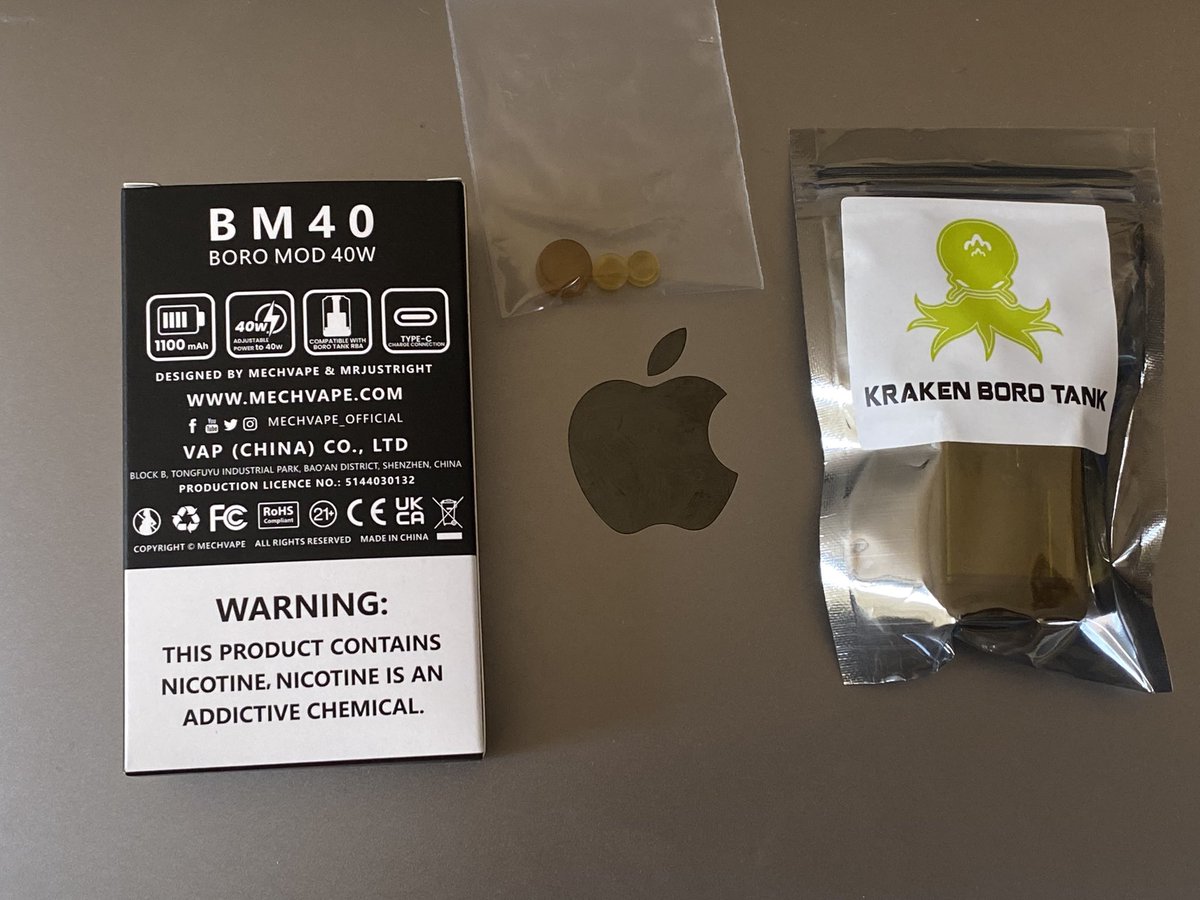 BM40
BORO MOD 40W
1100 mAh
40W
ADJUSTABLE
POWER to 40w
COMPATIBLE WITH
BORO TANK RBA
TYPE-C
CHARGE CONNECTION
DESIGNED BY MECHVAPE & MRJUSTRIGHT
WWW.MECHVAPE.COM
You
Tube
MECHVAPE_OFFICIAL
VAP (CHINA) CO., LTD
BLOCK B, TONGFUYU INDUSTRIAL PARK, BAO'AN DISTRICT, SHENZHEN, CHINA
PRODUCTION LICENCE NO.: 5144030132
FC
RoHS
Compliant
21+
CE
UK
CA
COPYRIGHT © MECHVAPE ALL RIGHTS RESERVED MADE IN CHINA
WARNING:
THIS PRODUCT CONTAINS
NICOTINE, NICOTINE IS AN
ADDICTIVE CHEMICAL.
KRAKEN BORO TANK